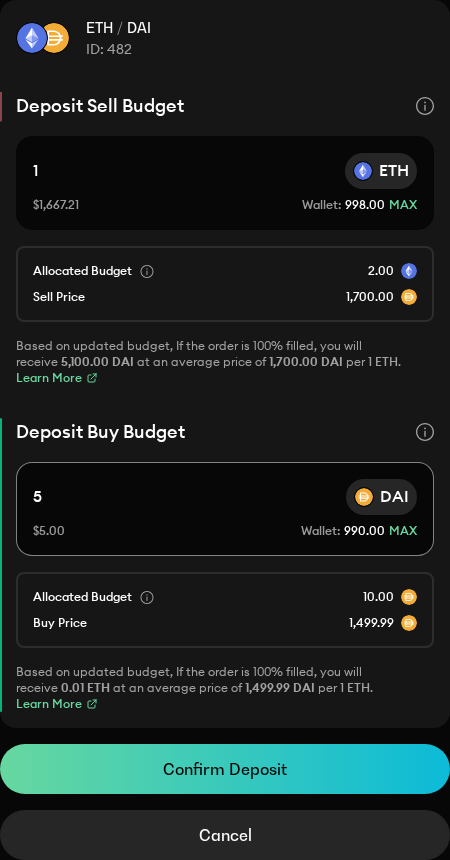 ETH / DAI
ID: 482
Deposit Sell Budget
1
ETH
$1,667.21
Wallet: 998.00 MAX
Allocated Budget
2.00
Sell Price
1,700.00
Based on updated budget, If the order is 100% filled, you will
receive 5,100.00 DAI at an average price of 1,700.00 DAI per 1 ETH.
Learn More
Deposit Buy Budget
5
DAI
$5.00
Wallet: 990.00 MAX
Allocated Budget
10.00
Buy Price
1,499.99
Based on updated budget, If the order is 100% filled, you will
receive 0.01 ETH at an average price of 1,499.99 DAI per 1 ETH.
Learn More
Confirm Deposit
Cancel